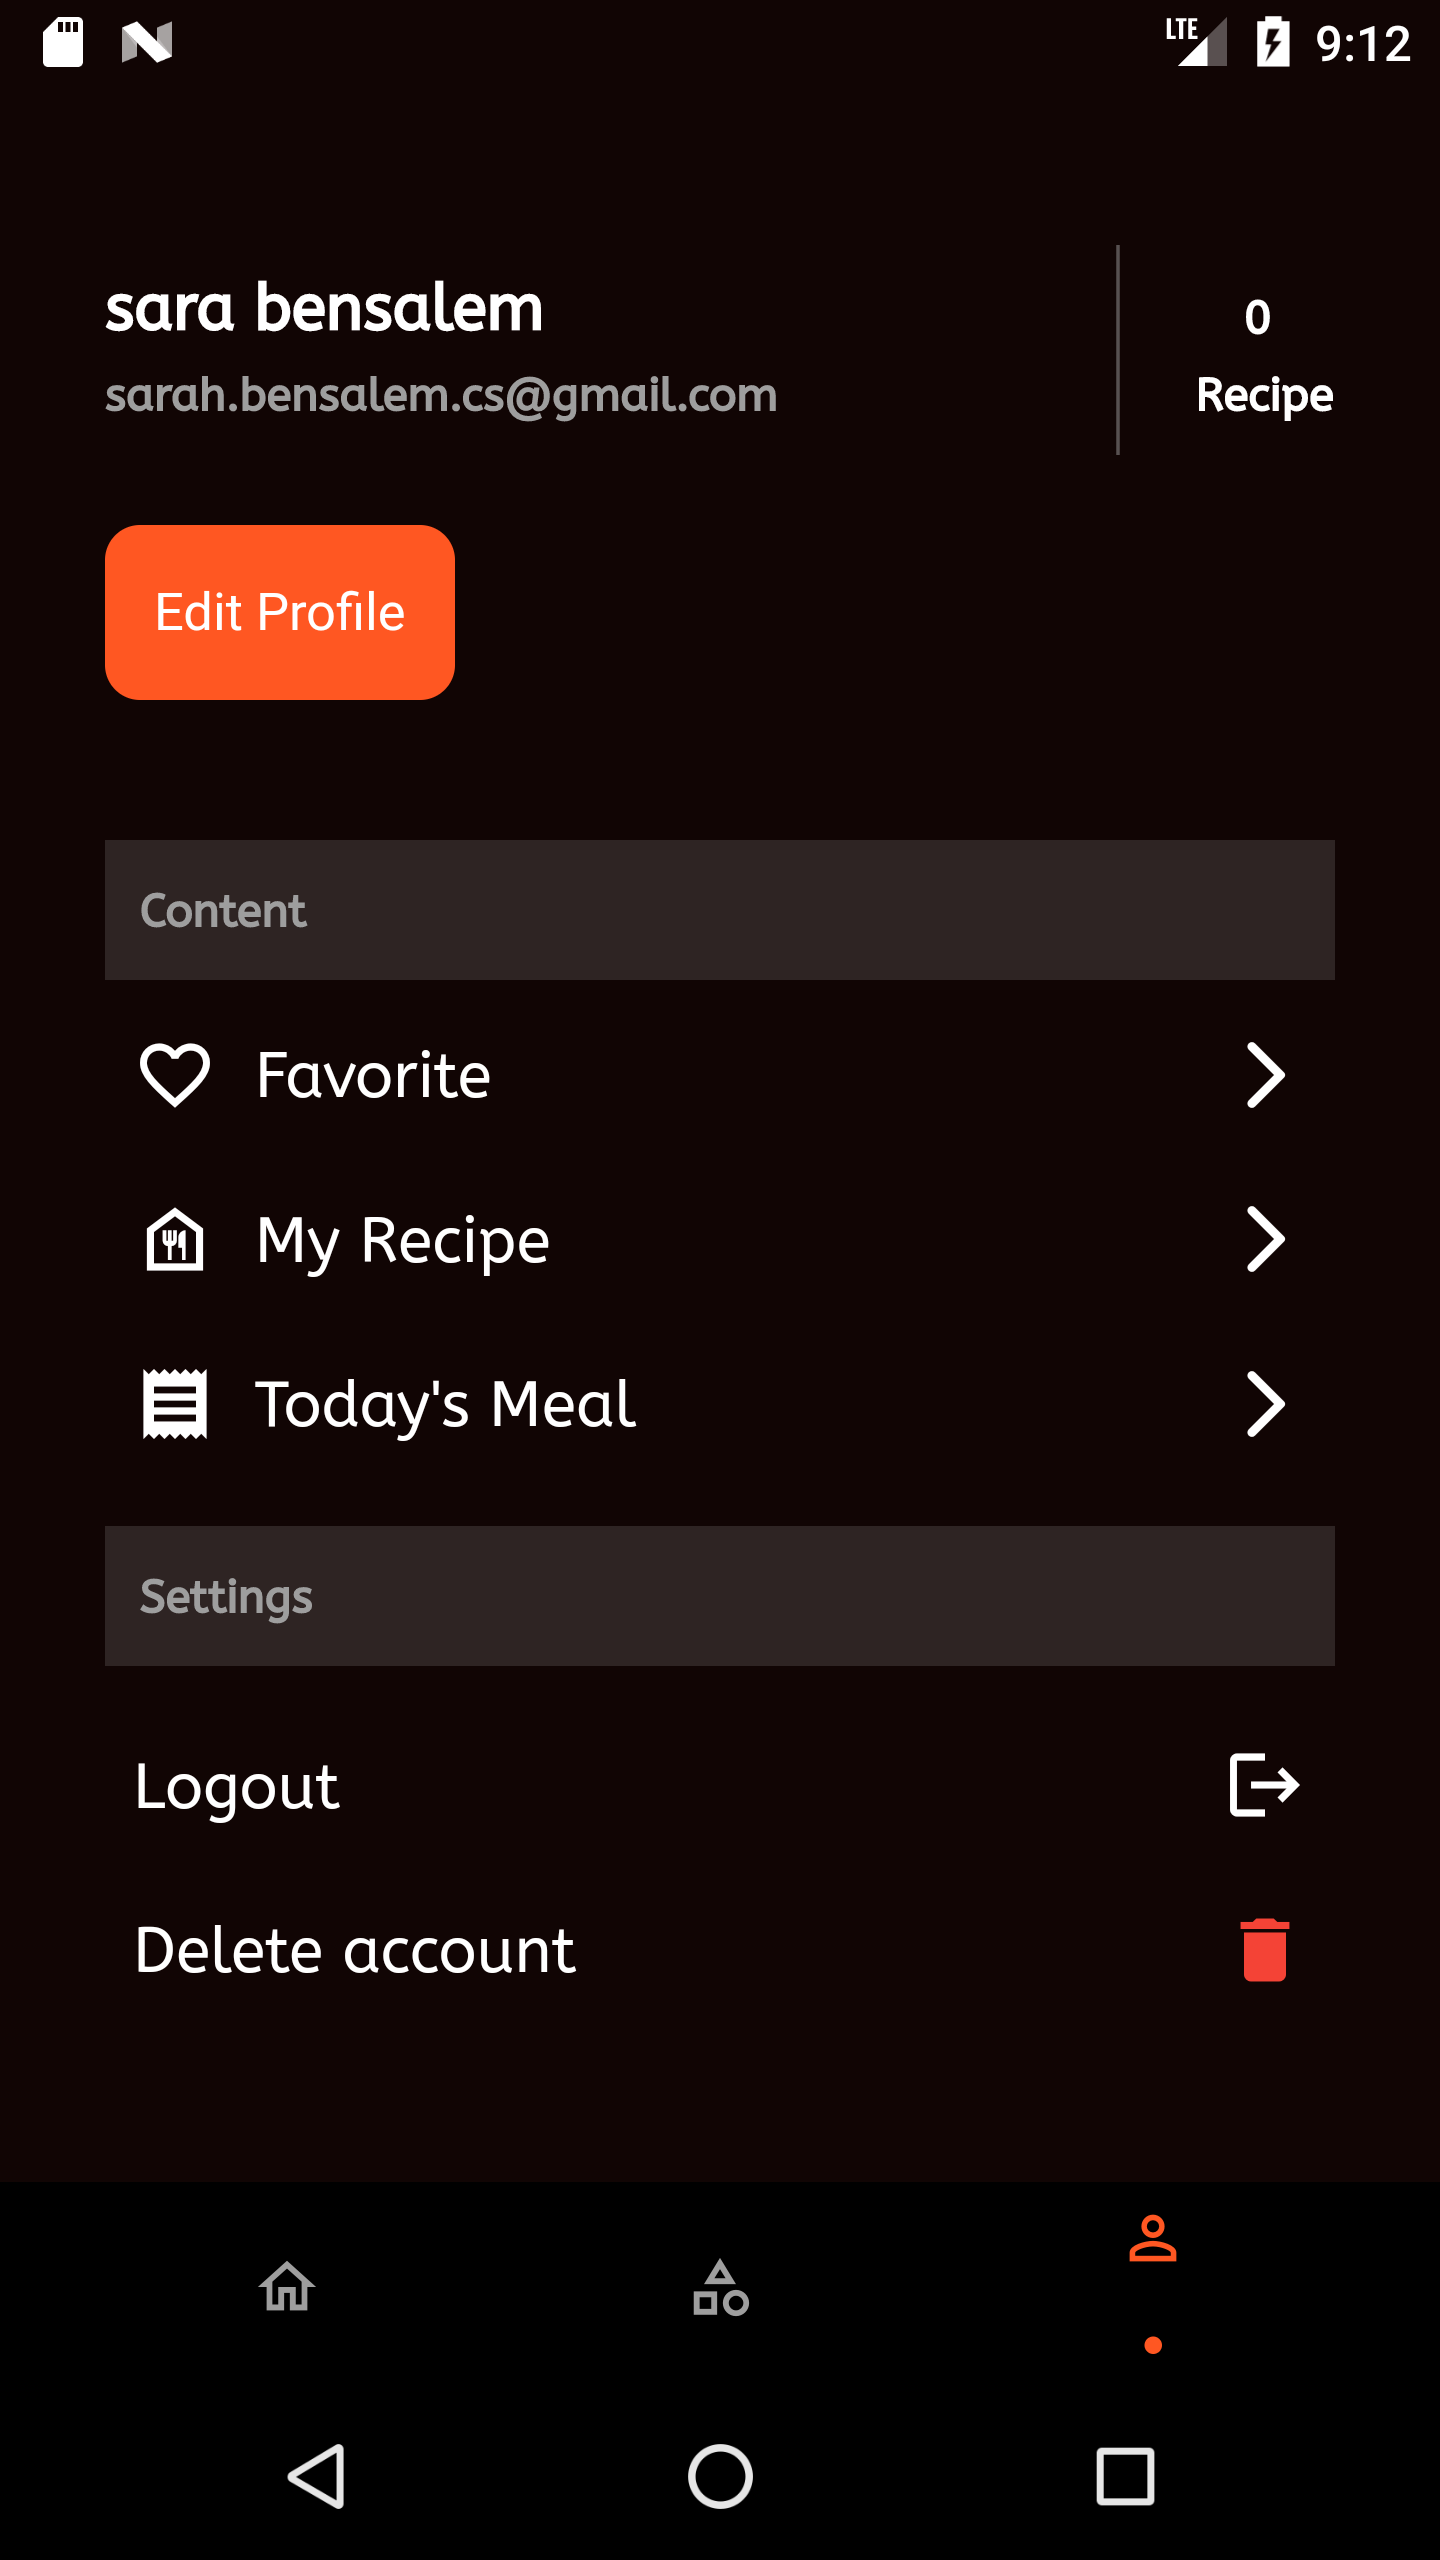 LTE 9:12
sara bensalem
sarah.bensalem.cs@gmail.com
0
Recipe
Edit Profile
Content
Favorite
My Recipe
Today's Meal
Settings
Logout
Delete account